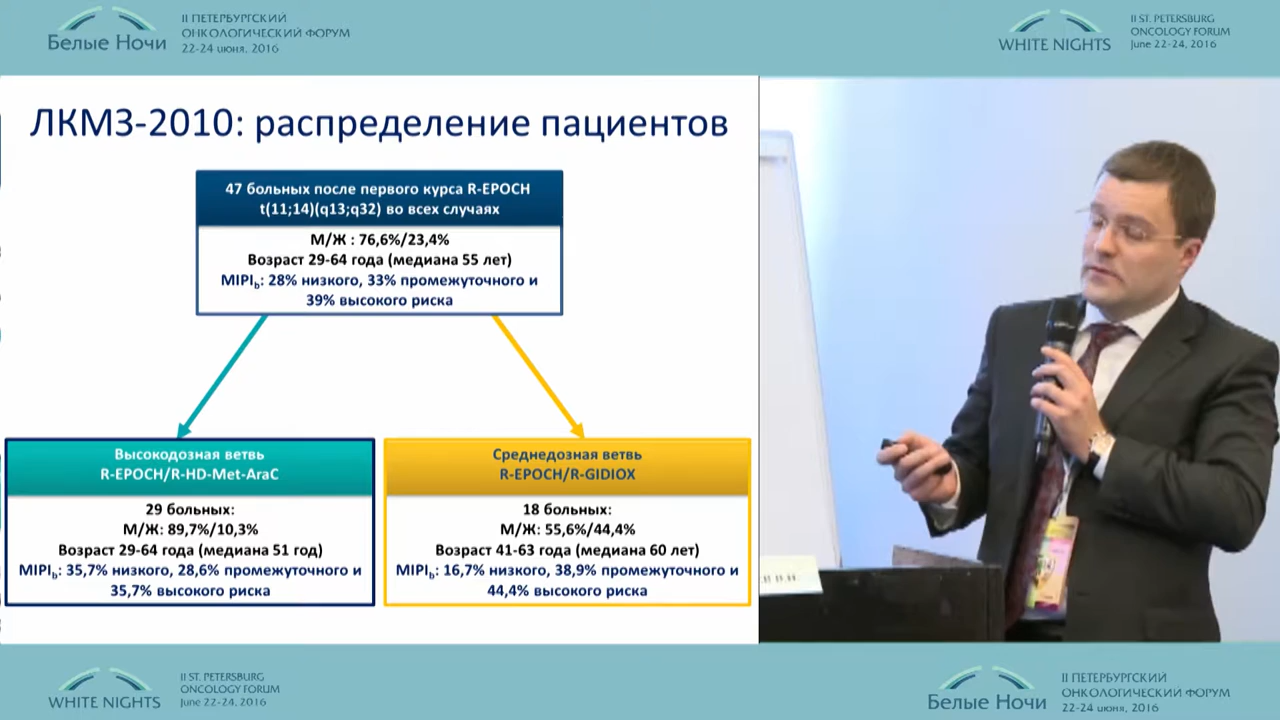 Белые Ночи
II ПЕТЕРБУРГСКИЙ
ОНКОЛОГИЧЕСКИЙ ФОРУМ
22-24 июня, 2016
WHITE NIGHTS
II ST. PETERSBURG
ONCOLOGY FORUM
June 22-24, 2016
ЛКМЗ-2010: распределение пациентов
47 больных после первого курса R-EPOCH
t(11;14)(q13;q32) во всех случаях
М/Ж : 76,6%/23,4%
Возраст 29-64 года (медиана 55 лет)
MIPIb: 28% низкого, 33% промежуточного и
39% высокого риска
Высокодозная ветвь
R-EPOCH/R-HD-Met-AraC
29 больных:
М/Ж: 89,7%/10,3%
Возраст 29-64 года (медиана 51 год)
MIPIb: 35,7% низкого, 28,6% промежуточного и
35,7% высокого риска
Среднедозная ветвь
R-EPOCH/R-GIDIOX
18 больных:
М/Ж: 55,6%/44,4%
Возраст 41-63 года (медиана 60 лет)
MIPIb: 16,7% низкого, 38,9% промежуточного и
44,4% высокого риска
WHITE NIGHTS
II ST. PETERSBURG
ONCOLOGY FORUM
June 22-24, 2016
Белые Ночи
II ПЕТЕРБУРГСКИЙ
ОНКОЛОГИЧЕСКИЙ ФОРУМ
22-24 июня, 2016